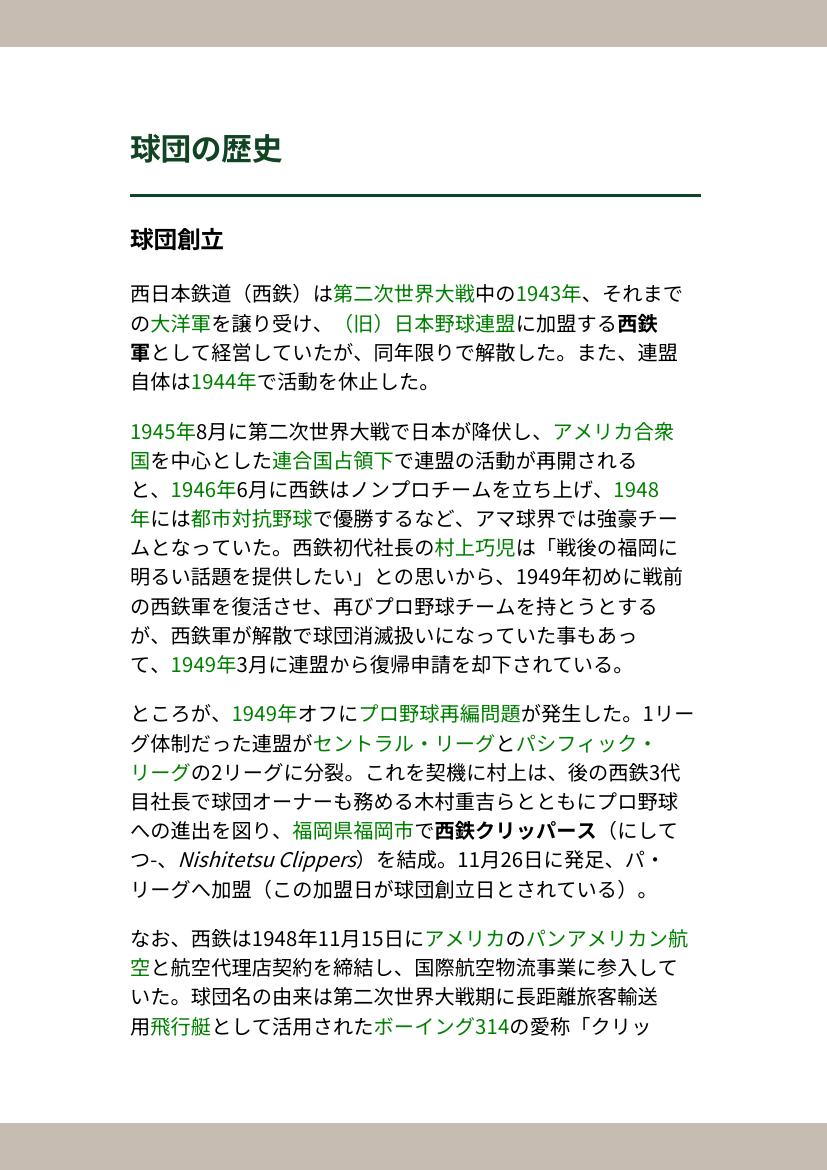 球団の歴史
球団創立
西日本鉄道（西鉄）は第二次世界大戦中の1943年、それまで
の大洋軍を譲り受け、（旧）日本野球連盟に加盟する西鉄
軍として経営していたが、同年限りで解散した。また、連盟
自体は1944年で活動を休止した。
1945年8月に第二次世界大戦で日本が降伏し、アメリカ合衆
国を中心とした連合国占領下で連盟の活動が再開される
と、1946年6月に西鉄はノンプロチームを立ち上げ、1948
年には都市対抗野球で優勝するなど、アマ球界では強豪チー
ムとなっていた。西鉄初代社長の村上巧児は「戦後の福岡に
明るい話題を提供したい」との思いから、1949年初めに戦前
の西鉄軍を復活させ、再びプロ野球チームを持とうとする
が、西鉄軍が解散で球団消滅扱いになっていた事もあっ
て、1949年3月に連盟から復帰申請を却下されている。
ところが、1949年オフにプロ野球再編問題が発生した。1リー
グ体制だった連盟がセントラル・リーグとパシフィック・
リーグの2リーグに分裂。これを契機に村上は、後の西鉄3代
目社長で球団オーナーも務める木村重吉らとともにプロ野球
への進出を図り、福岡県福岡市で西鉄クリッパース（にして
つ-、Nishitetsu Clippers）を結成。11月26日に発足、パ・
リーグへ加盟（この加盟日が球団創立日とされている）。
なお、西鉄は1948年11月15日にアメリカのパンアメリカン航
空と航空代理店契約を締結し、国際航空物流事業に参入して
いた。球団名の由来は第二次世界大戦期に長距離旅客輸送
用飛行艇として活用されたボーイング314の愛称「クリッ